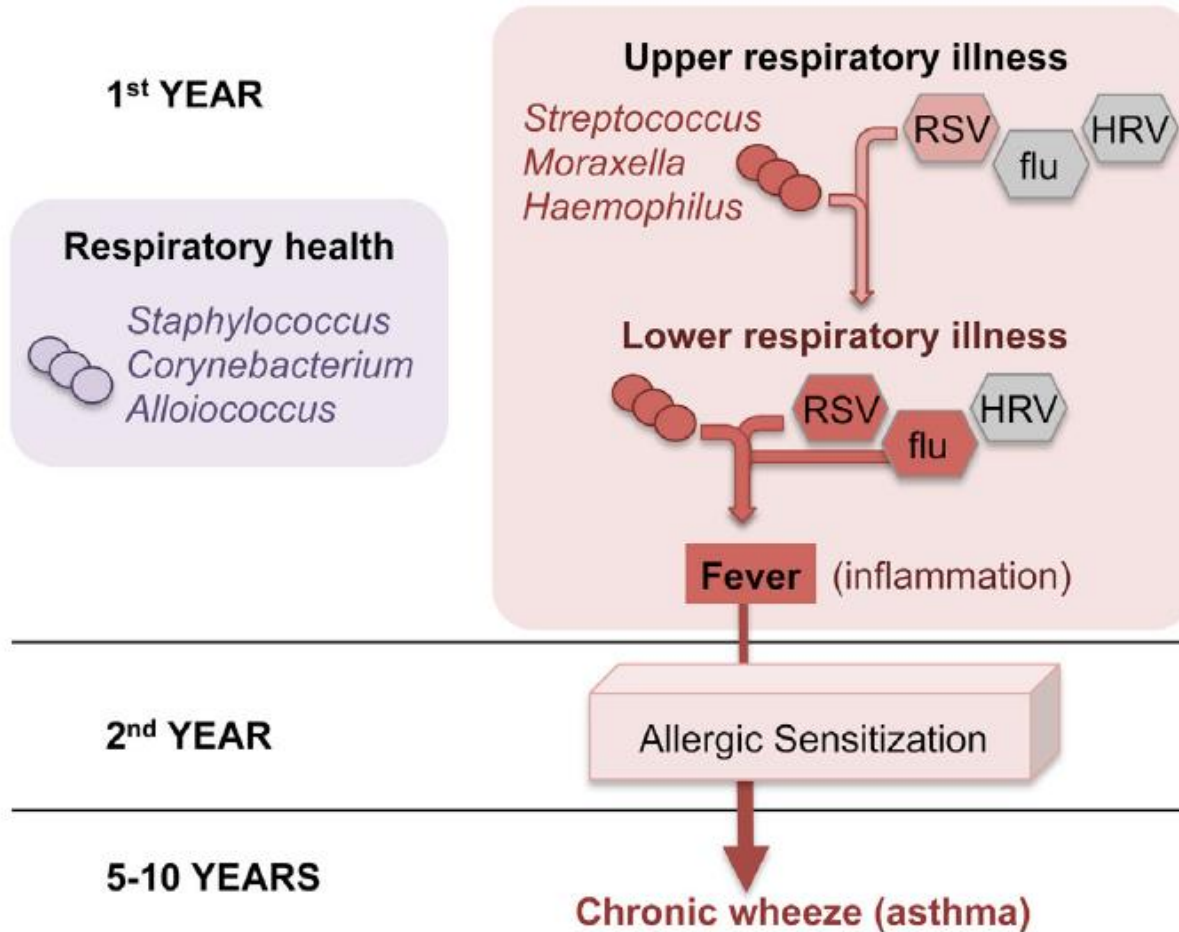 1st YEAR
Respiratory health
Staphylococcus
Corynebacterium
Alloiococcus
Upper respiratory illness
Streptococcus
Moraxella
Haemophilus
RSV
flu
HRV
Lower respiratory illness
RSV
flu
HRV
Fever (inflammation)
2nd YEAR
Allergic Sensitization
5-10 YEARS
Chronic wheeze (asthma)